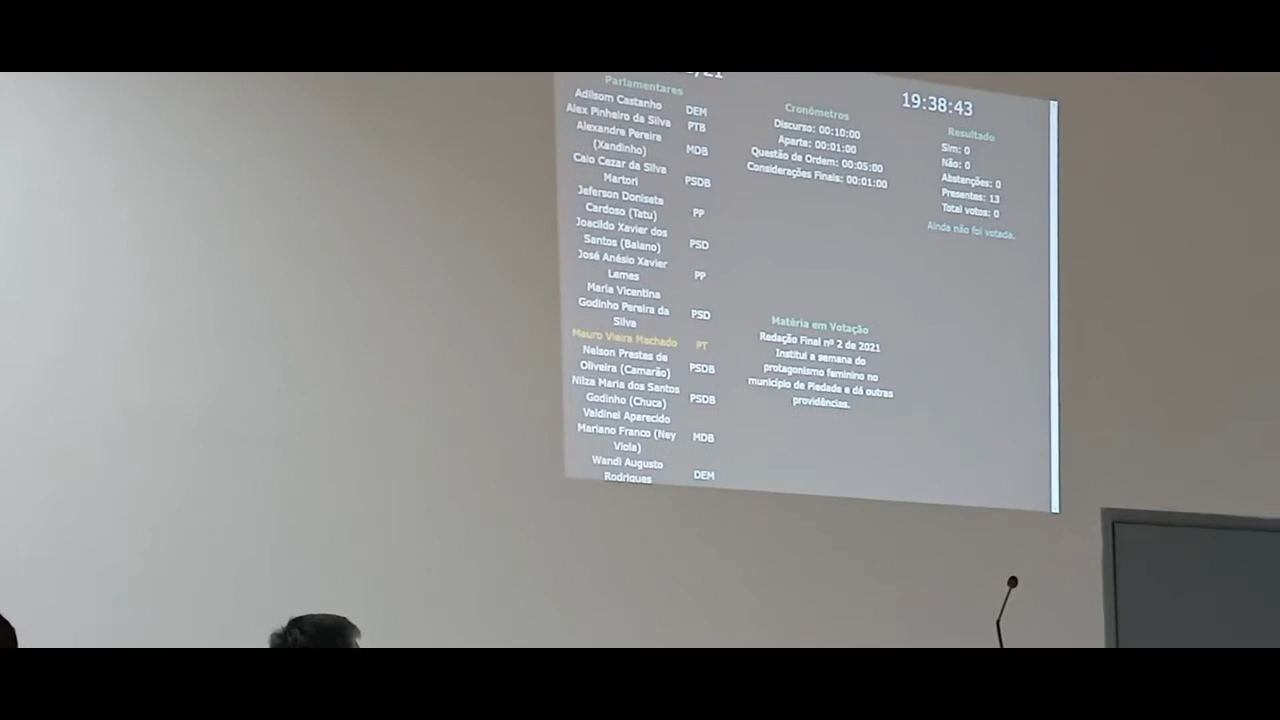 /21
Parlamentares
Adilsom Castanho DEM
Alex Pinheiro da Silva PTB
Alexandre Pereira
(Xandinho) MDB
Caio Cezar da Silva
Martori PSDB
Jeferson Doniseta
Cardoso (Tatu) PP
Joacildo Xavier dos
Santos (Baiano) PSD
José Anésio Xavier
Lemes PP
Maria Vicentina
Godinho Pereira da
Silva PSD
Mauro Vieira Machado PT
Nelson Prestes de
Oliveira (Camarão) PSDB
Nilza Maria dos Santos
Godinho (Chuca) PSDB
Valdinei Aparecido
Mariano Franco (Ney
Viola) MDB
Wandi Augusto
Rodrigues DEM
19:38:43
Cronômetros
Discurso: 00:10:00
Aparte: 00:01:00
Questão de Ordem: 00:05:00
Considerações Finais: 00:01:00
Resultado
Sim: 0
Não: 0
Abstenções: 0
Presentes: 13
Total votos: 0
Ainda não foi votada.
Matéria em Votação
Redação Final nº 2 de 2021
Institui a semana do
protagonismo feminino no
município de Piedade e dá outras
providências.